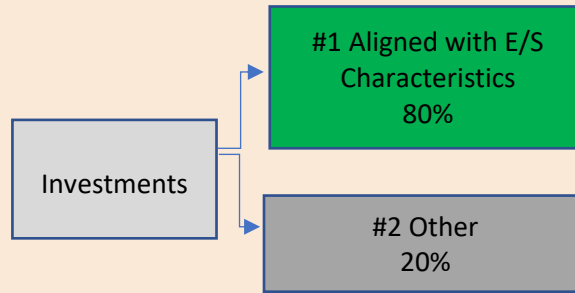 #1 Aligned with E/S
Characteristics
80%
Investments
#2 Other
20%